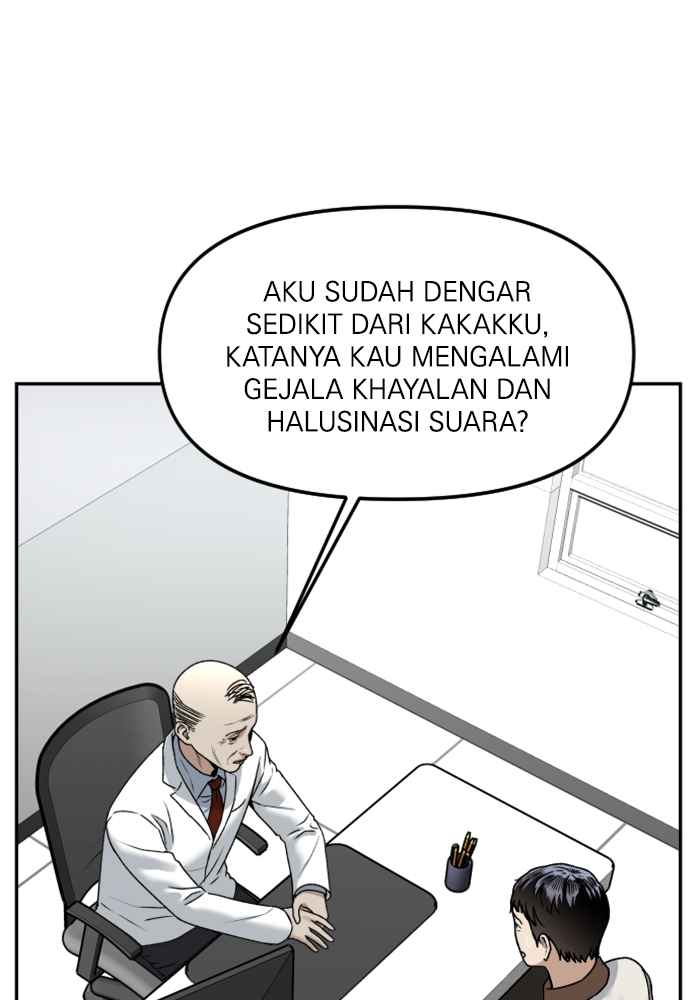 AKU SUDAH DENGAR
SEDIKIT DARI KAKAKKU,
KATANYA KAU MENGALAMI
GEJALA KHAYALAN DAN
HALUSINASI SUARA?